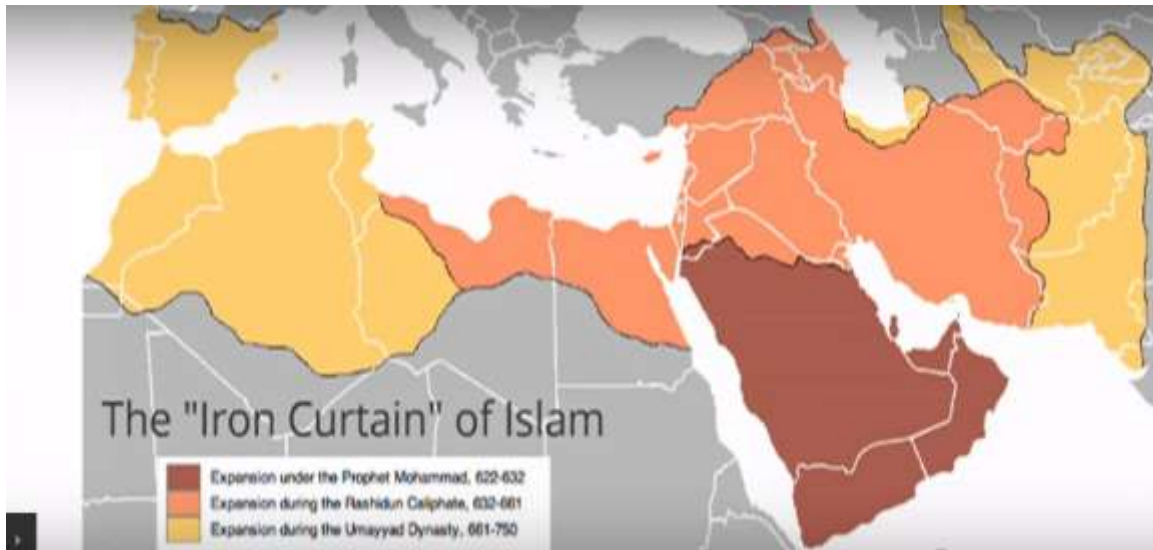 The "Iron Curtain" of Islam
Expansion under the Prophet Mohammad, 622-632
Expansion during the Rashidun Caliphate, 632-661
Expansion during the Umayyad Dynasty, 661-750